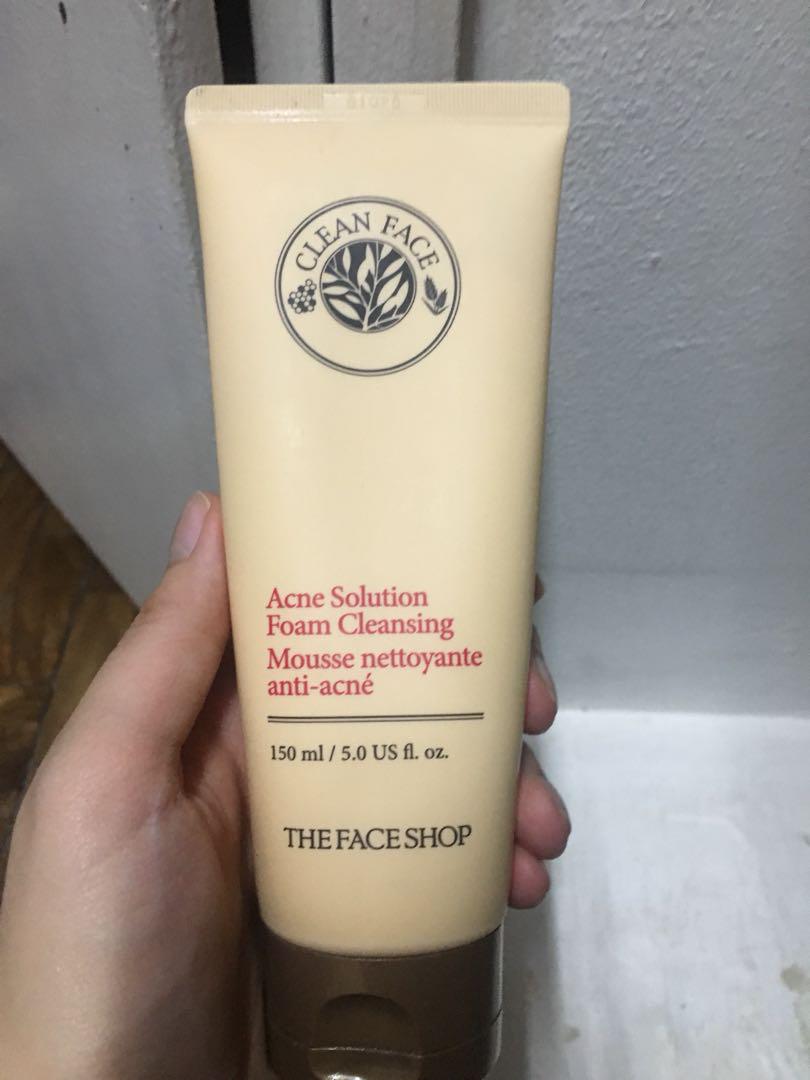 CLEAN FACE
Acne Solution
Foam Cleansing
Mousse nettoyante
anti-acné
150 ml / 5.0 US fl. oz.
THE FACE SHOP